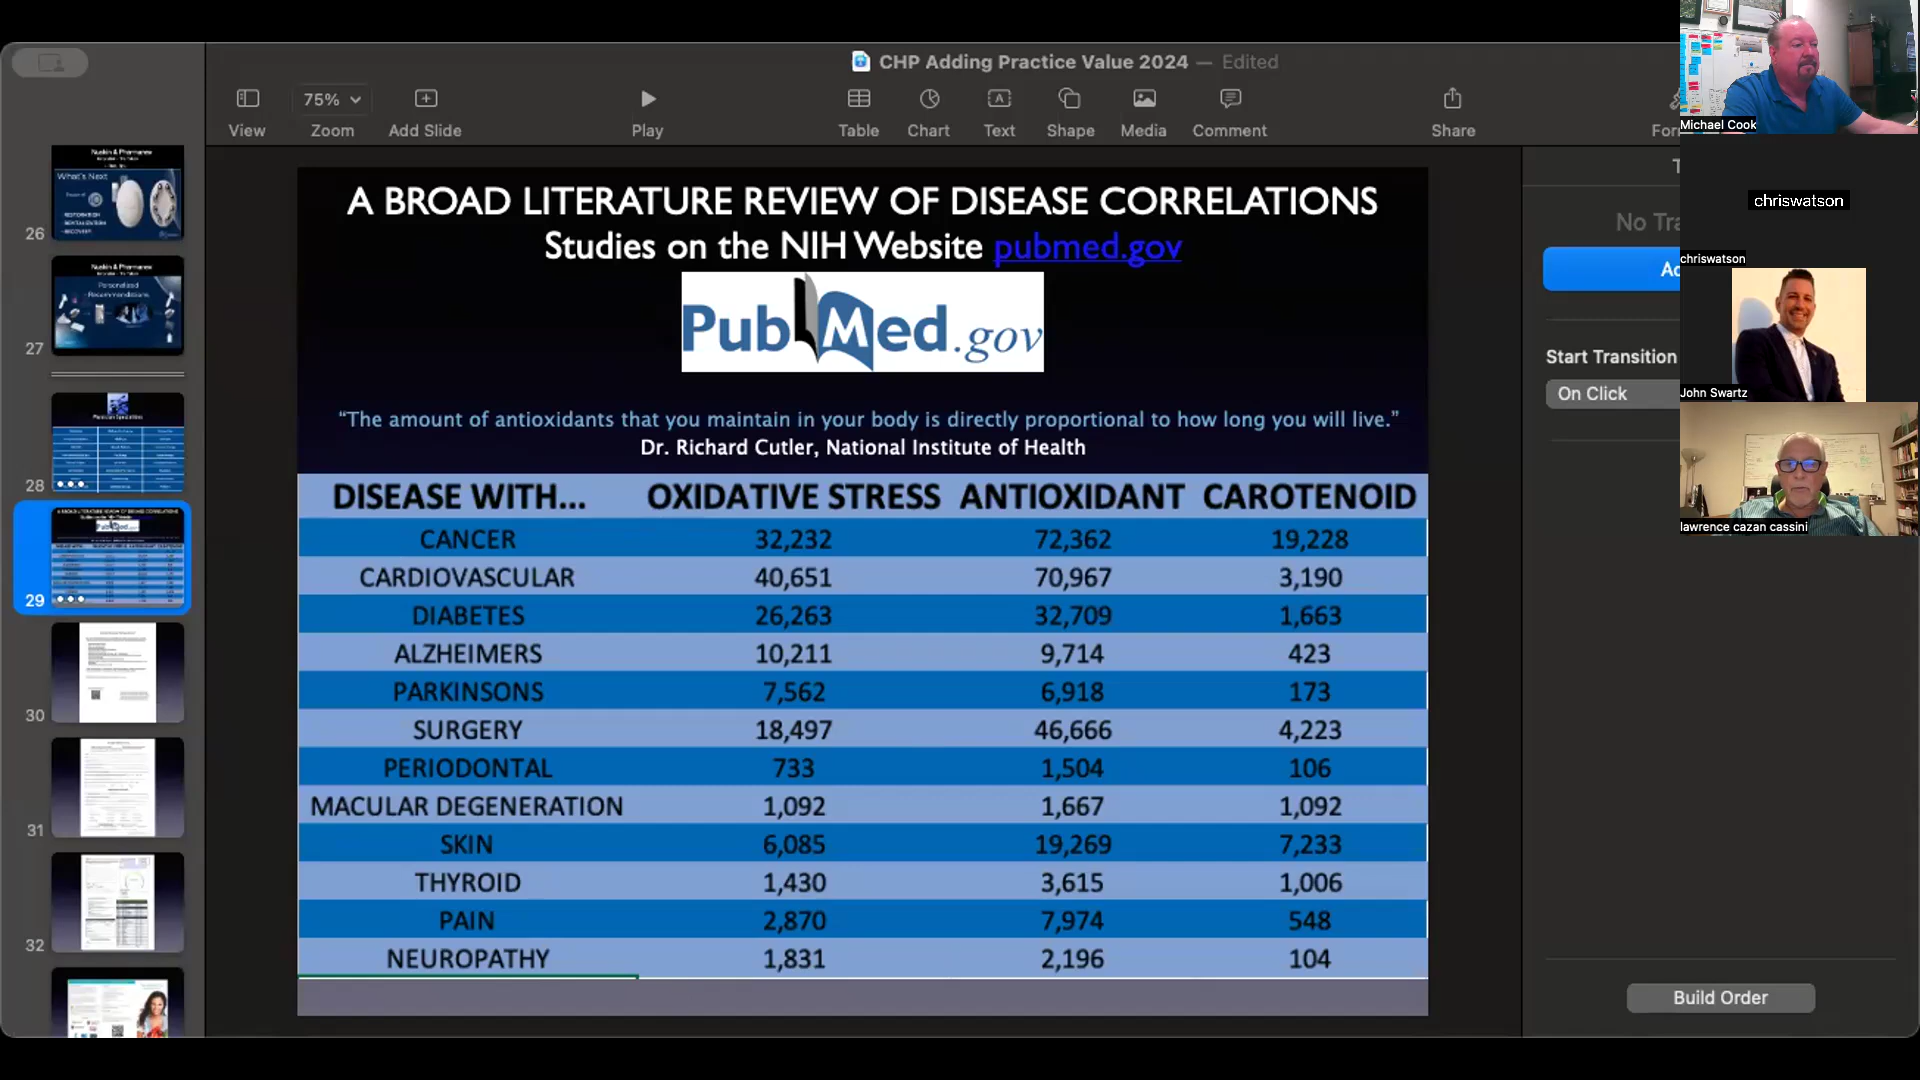 CHP Adding Practice Value 2024 — Edited
75%
View Zoom Add Slide Play Table Chart Text Shape Media Comment Share
Michael Cook
chriswatson
chriswatson
John Swartz
lawrence cazan cassini
No
Start Transition
On Click
Build Order
What's Next
26
Personalized
Recommendations
27
28
29
30
31
32
A BROAD LITERATURE REVIEW OF DISEASE CORRELATIONS
Studies on the NIH Website pubmed.gov
PubMed.gov
“The amount of antioxidants that you maintain in your body is directly proportional to how long you will live.”
Dr. Richard Cutler, National Institute of Health
DISEASE WITH... OXIDATIVE STRESS ANTIOXIDANT CAROTENOID
CANCER 32,232 72,362 19,228
CARDIOVASCULAR 40,651 70,967 3,190
DIABETES 26,263 32,709 1,663
ALZHEIMERS 10,211 9,714 423
PARKINSONS 7,562 6,918 173
SURGERY 18,497 46,666 4,223
PERIODONTAL 733 1,504 106
MACULAR DEGENERATION 1,092 1,667 1,092
SKIN 6,085 19,269 7,233
THYROID 1,430 3,615 1,006
PAIN 2,870 7,974 548
NEUROPATHY 1,831 2,196 104